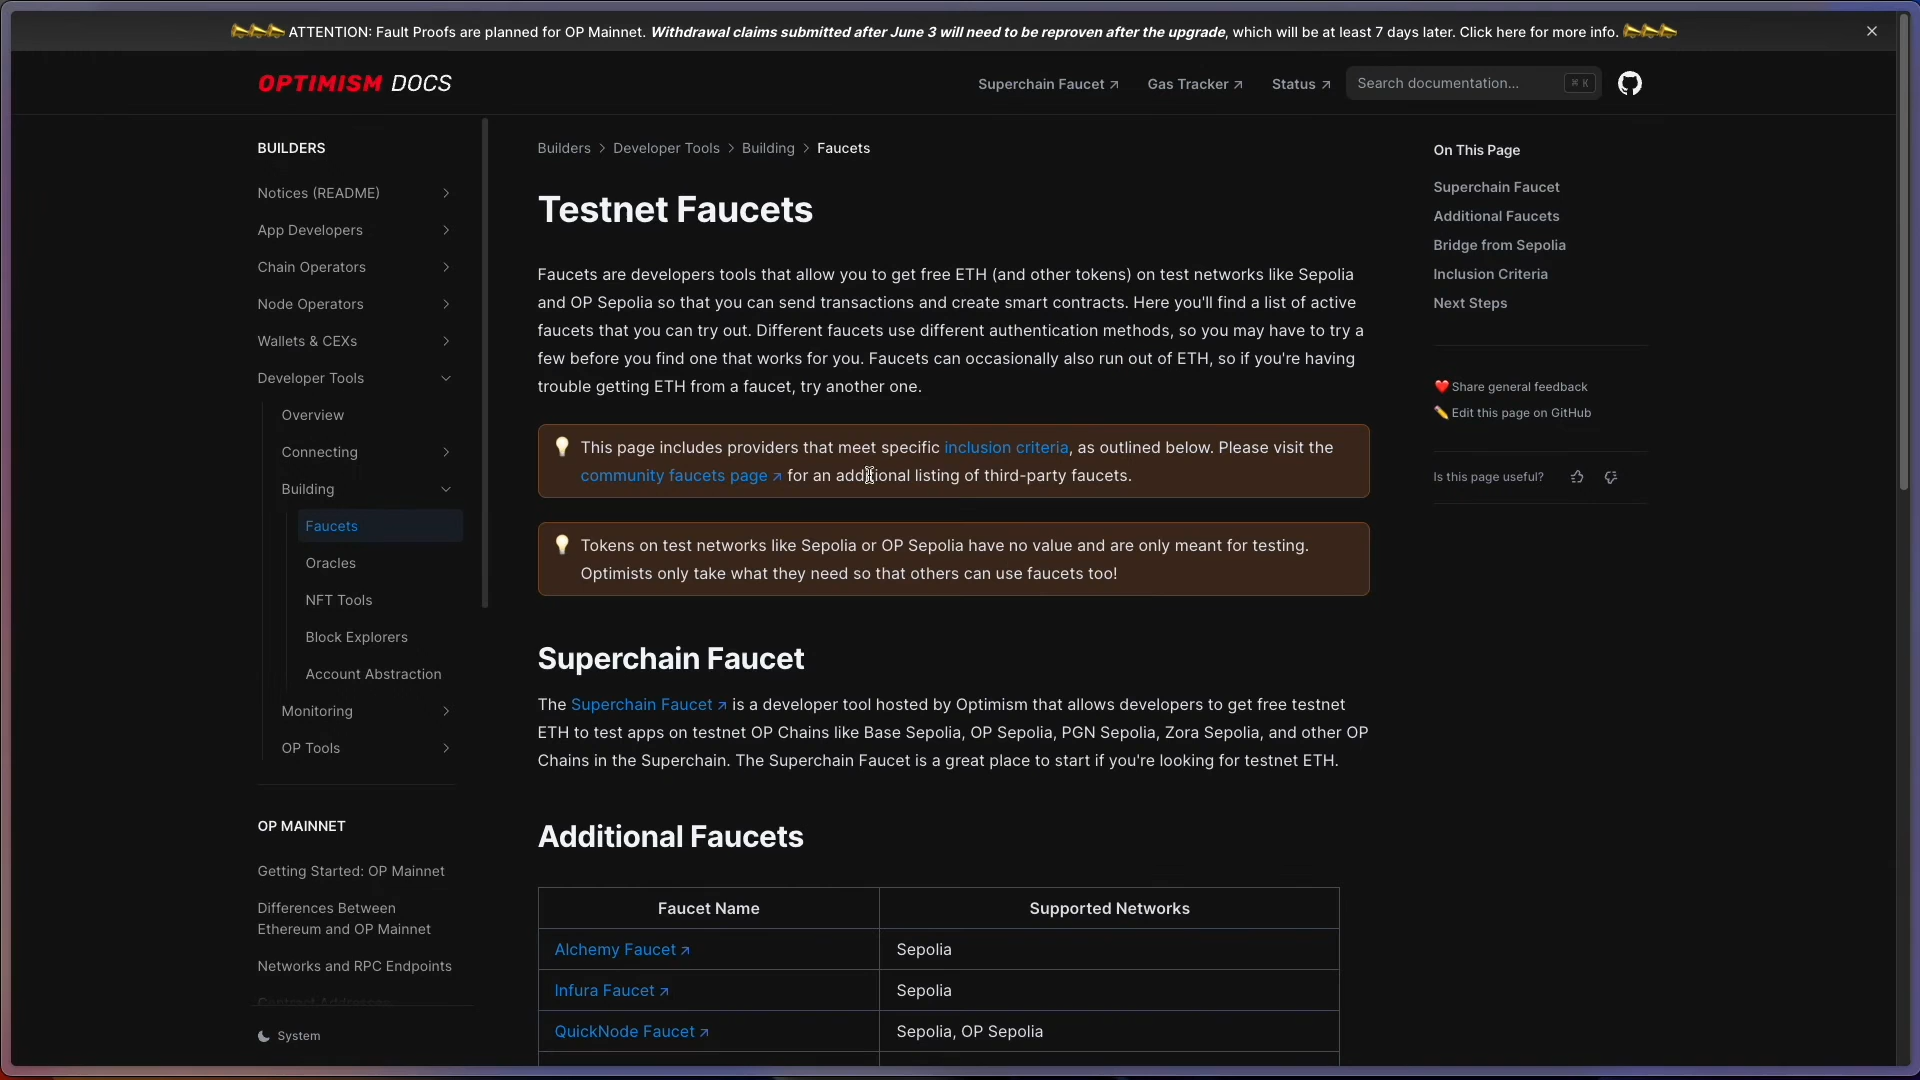 ATTENTION: Fault Proofs are planned for OP Mainnet. Withdrawal claims submitted after June 3 will need to be reproven after the upgrade, which will be at least 7 days later. Click here for more info.
OPTIMISM DOCS
Superchain Faucet ↗
Gas Tracker ↗
Status ↗
Search documentation...
⌘ K
BUILDERS
Notices (README)
App Developers
Chain Operators
Node Operators
Wallets & CEXs
Developer Tools
Overview
Connecting
Building
Faucets
Oracles
NFT Tools
Block Explorers
Account Abstraction
Monitoring
OP Tools
OP MAINNET
Getting Started: OP Mainnet
Differences Between
Ethereum and OP Mainnet
Networks and RPC Endpoints
Contract Addresses
System
Builders > Developer Tools > Building > Faucets
Testnet Faucets
Faucets are developers tools that allow you to get free ETH (and other tokens) on test networks like Sepolia
and OP Sepolia so that you can send transactions and create smart contracts. Here you'll find a list of active
faucets that you can try out. Different faucets use different authentication methods, so you may have to try a
few before you find one that works for you. Faucets can occasionally also run out of ETH, so if you're having
trouble getting ETH from a faucet, try another one.
This page includes providers that meet specific inclusion criteria, as outlined below. Please visit the
community faucets page ↗ for an additional listing of third-party faucets.
Tokens on test networks like Sepolia or OP Sepolia have no value and are only meant for testing.
Optimists only take what they need so that others can use faucets too!
Superchain Faucet
The Superchain Faucet ↗ is a developer tool hosted by Optimism that allows developers to get free testnet
ETH to test apps on testnet OP Chains like Base Sepolia, OP Sepolia, PGN Sepolia, Zora Sepolia, and other OP
Chains in the Superchain. The Superchain Faucet is a great place to start if you're looking for testnet ETH.
Additional Faucets
Faucet Name
Supported Networks
Alchemy Faucet ↗
Sepolia
Infura Faucet ↗
Sepolia
QuickNode Faucet ↗
Sepolia, OP Sepolia
On This Page
Superchain Faucet
Additional Faucets
Bridge from Sepolia
Inclusion Criteria
Next Steps
Share general feedback
Edit this page on GitHub
Is this page useful?